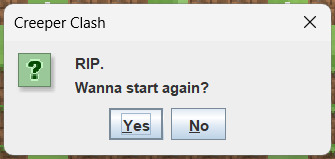 Creeper Clash
RIP.
Wanna start again?
Yes
No